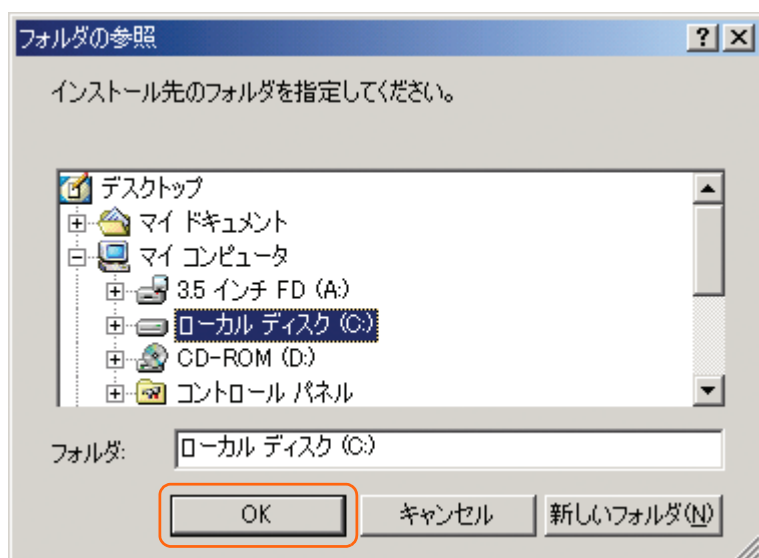 フォルダの参照
インストール先のフォルダを指定してください。
デスクトップ
マイ ドキュメント
マイ コンピュータ
3.5 インチ FD (A:)
ローカル ディスク (C:)
CD-ROM (D:)
コントロール パネル
フォルダ: ローカル ディスク (C:)
OK キャンセル 新しいフォルダ(N)